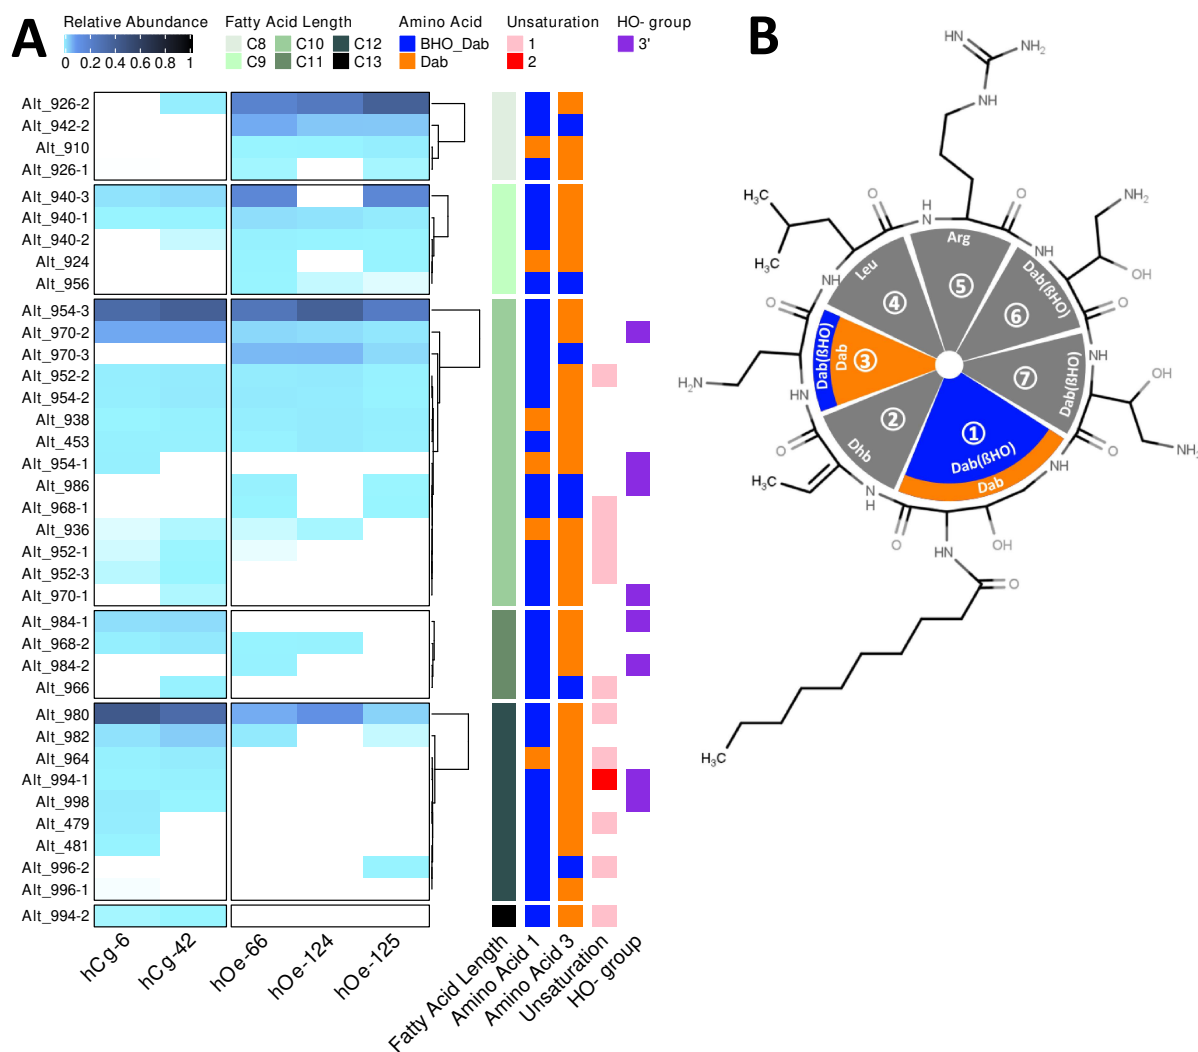 A
Relative Abundance
0 0.2 0.4 0.6 0.8 1
Fatty Acid Length
C8 C10 C12
C9 C11 C13
Amino Acid
BHO_Dab
Dab
Unsaturation
1
2
HO- group
3'
Alt_926-2
Alt_942-2
Alt_910
Alt_926-1
Alt_940-3
Alt_940-1
Alt_940-2
Alt_924
Alt_956
Alt_954-3
Alt_970-2
Alt_970-3
Alt_952-2
Alt_954-2
Alt_938
Alt_453
Alt_954-1
Alt_986
Alt_968-1
Alt_936
Alt_952-1
Alt_952-3
Alt_970-1
Alt_984-1
Alt_968-2
Alt_984-2
Alt_966
Alt_980
Alt_982
Alt_964
Alt_994-1
Alt_998
Alt_479
Alt_481
Alt_996-2
Alt_996-1
Alt_994-2
hCg-6
hCg-42
hOe-66
hOe-124
hOe-125
Fatty Acid Length
Amino Acid 1
Amino Acid 3
Unsaturation
HO- group
B
HN
NH₂
NH
H₃C
H₃C
O
H
N
O
NH
NH₂
OH
NH
O
O
H₂N
HN
O
H₃C
N
H
O
HN
OH
NH
O
NH
OH
NH₂
O
H₃C
Leu
④
Arg
⑤
Dab(ßHO)
⑥
Dab(ßHO)
⑦
Dab(ßHO)
Dab
③
②
Dhb
①
Dab(ßHO)
Dab